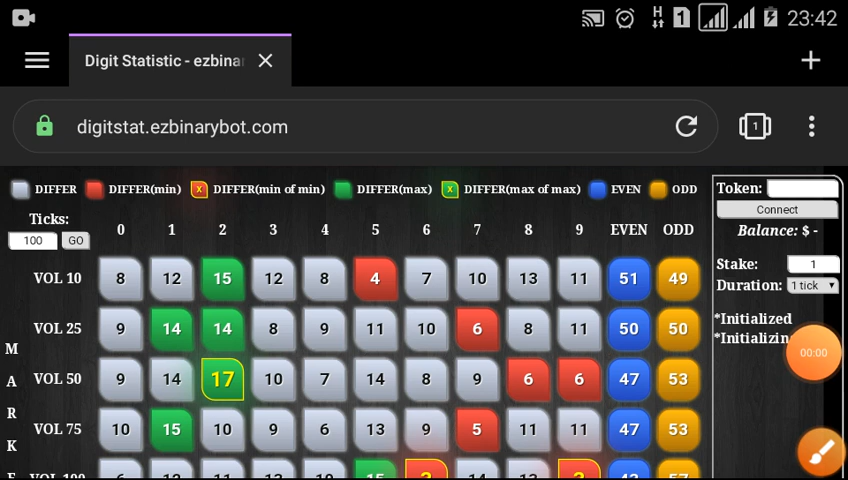 23:42
Digit Statistic - ezbina
1
digitstat.ezbinarybot.com
1
DIFFER DIFFER(min) x DIFFER(min of min) DIFFER(max) x DIFFER(max of max) EVEN ODD
Token:
Connect
Balance: $ -
Stake: 1
Duration: 1 tick
*Initialized
*Initializin
00:00
Ticks:
100 GO
0 1 2 3 4 5 6 7 8 9 EVEN ODD
VOL 10 8 12 15 12 8 4 7 10 13 11 51 49
VOL 25 9 14 14 8 9 11 10 6 8 11 50 50
VOL 50 9 14 17 10 7 14 8 9 6 6 47 53
VOL 75 10 15 10 9 6 13 9 5 11 11 47 53
M
A
R
K